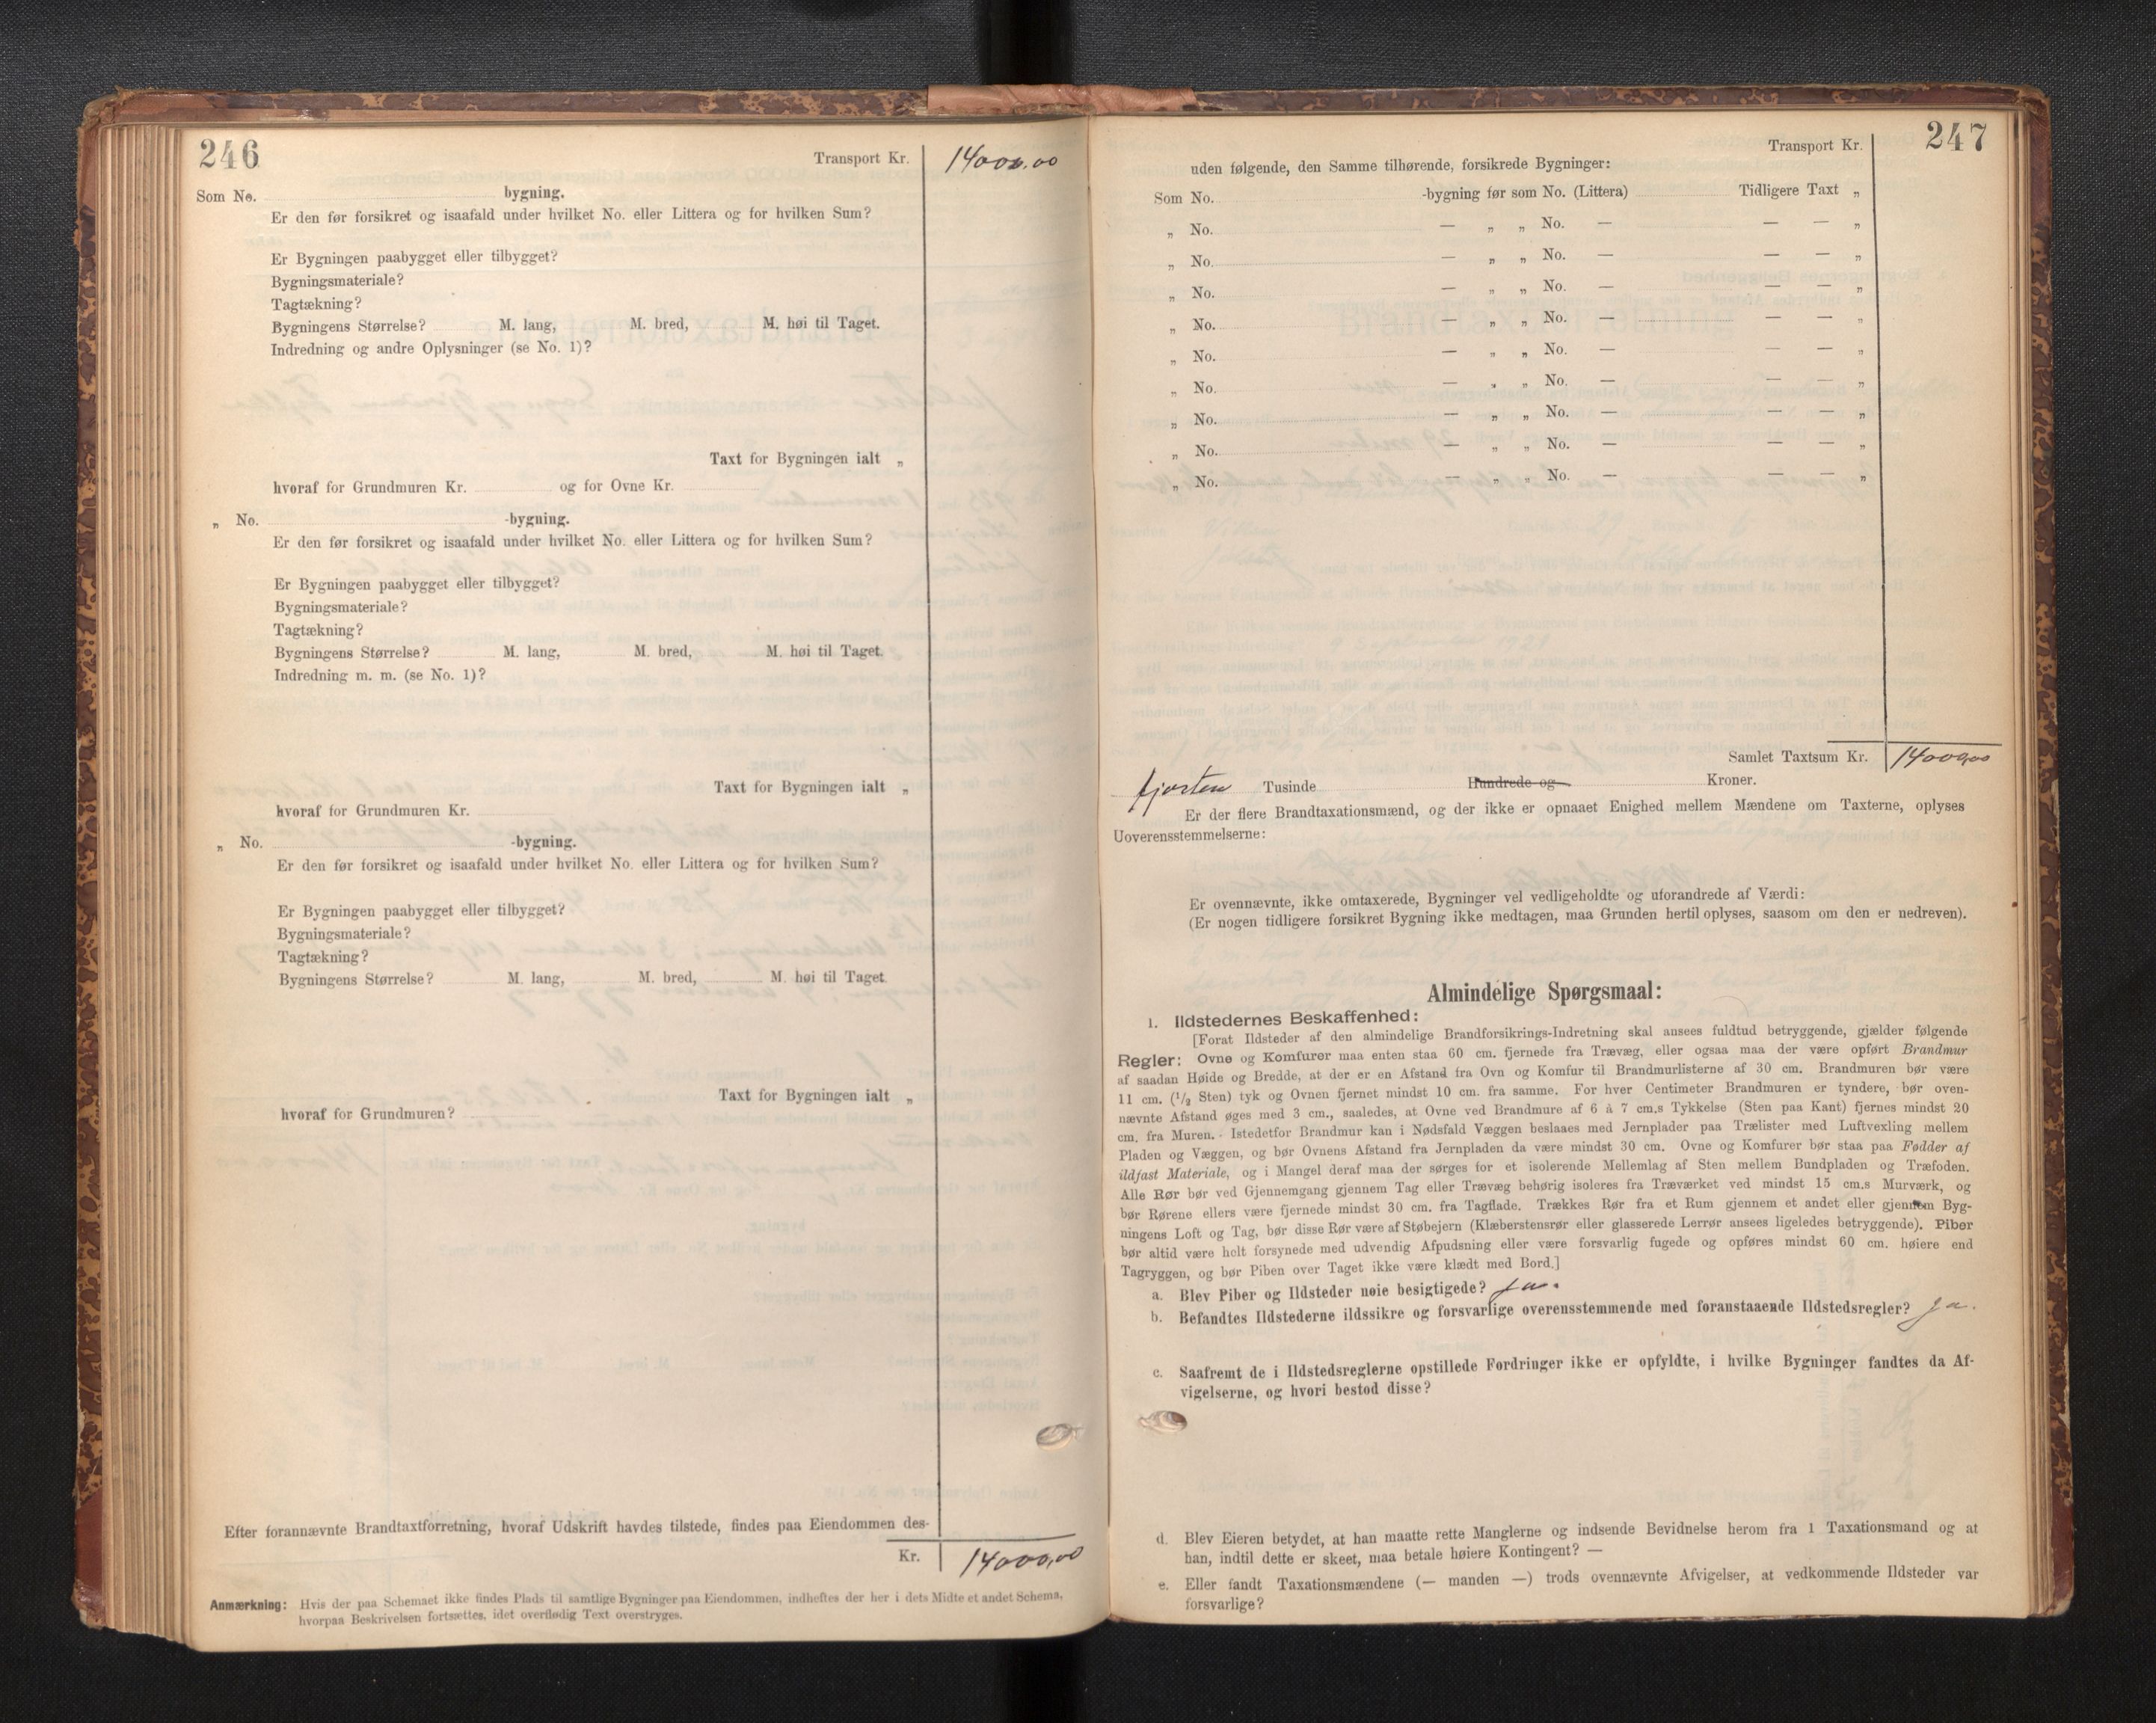 246
Transport Kr. 14000.00
Som No. bygning.
Er den før forsikret og isaafald under hvilket No. eller Littera og for hvilken Sum?
Er Bygningen paabygget eller tilbygget?
Bygningsmateriale?
Tagtækning?
Bygningens Størrelse? M. lang, M. bred, M. høi til Taget.
Indredning og andre Oplysninger (se No. 1)?
Taxt for Bygningen ialt „
hvoraf for Grundmuren Kr. og for Ovne Kr.
„ No. -bygning.
Er den før forsikret og isaafald under hvilket No. eller Littera og for hvilken Sum?
Er Bygningen paabygget eller tilbygget?
Bygningsmateriale?
Tagtækning?
Bygningens Størrelse? M. lang, M. bred, M. høi til Taget.
Indredning m. m. (se No. 1)?
Taxt for Bygningen ialt „
hvoraf for Grundmuren Kr.
„ No. -bygning.
Er den før forsikret og isaafald under hvilket No. eller Littera og for hvilken Sum?
Er Bygningen paabygget eller tilbygget?
Bygningsmateriale?
Tagtækning?
Bygningens Størrelse? M. lang, M. bred, M. høi til Taget.
Taxt for Bygningen ialt „
hvoraf for Grundmuren?
Efter forannævnte Brandtaxtforretning, hvoraf Udskrift havdes tilstede, findes paa Eiendommen des-
Kr. 14000,00
Anmærkning: Hvis der paa Schemaet ikke findes Plads til samtlige Bygninger paa Eiendommen, indheftes der her i dets Midte et andet Schema,
hvorpaa Beskrivelsen fortsættes, idet overflødig Text overstryges.
247
Transport Kr.
uden følgende, den Samme tilhørende, forsikrede Bygninger:
Som No. -bygning før som No. (Littera) Tidligere Taxt „
„ No. — „ „ No. — — — „
„ No. — „ „ No. — — — „
„ No. — „ „ No. — — — „
„ No. — „ „ No. — — — „
„ No. — „ „ No. — — — „
„ No. — „ „ No. — — — „
„ No. — „ „ No. — — — „
„ No. — „ „ No. — — — „
„ No. — „ „ No. — — — „
Samlet Taxtsum Kr. 14000,00
fjorten Tusinde Hundrede og Kroner.
Er der flere Brandtaxationsmænd, og der ikke er opnaaet Enighed mellem Mændene om Taxterne, oplyses
Uoverensstemmelserne:
Er ovennævnte, ikke omtaxerede, Bygninger vel vedligeholdte og uforandrede af Værdi:
(Er nogen tidligere forsikret Bygning ikke medtagen, maa Grunden hertil oplyses, saasom om den er nedreven).
Almindelige Spørgsmaal:
1. Ildstedernes Beskaffenhed:
[Forat Ildsteder af den almindelige Brandforsikrings-Indretning skal ansees fuldtud betryggende, gjælder følgende
Regler: Ovne og Komfurer maa enten staa 60 cm. fjernede fra Trævæg, eller ogsaa maa der være opført Brandmur
af saadan Høide og Bredde, at der er en Afstand fra Ovn og Komfur til Brandmurlisterne af 30 cm. Brandmuren bør være
11 cm. (1/2 Sten) tyk og Ovnen fjernet mindst 10 cm. fra samme. For hver Centimeter Brandmuren er tyndere, bør oven-
nævnte Afstand øges med 3 cm., saaledes, at Ovne ved Brandmure af 6 à 7 cm.s Tykkelse (Sten paa Kant) fjernes mindst 20
cm. fra Muren. - Istedetfor Brandmur kan i Nødsfald Væggen beslaaes med Jernplader paa Trælister med Luftvexling mellem
Pladen og Væggen, og bør Ovnens Afstand fra Jernpladen da være mindst 30 cm. Ovne og Komfurer bør staa paa Fødder af
ildfast Materiale, og i Mangel deraf maa der sørges for et isolerende Mellemlag af Sten mellem Bundpladen og Træfoden.
Alle Rør bør ved Gjennemgang gjennem Tag eller Trævæg behørig isoleres fra Træværket ved mindst 15 cm.s Murværk, og
bør Rørene ellers være fjernede mindst 30 cm. fra Tagflade. Trækkes Rør fra et Rum gjennem et andet eller gjennem Byg-
ningens Loft og Tag, bør disse Rør være af Støbejern (Klæberstensrør eller glasserede Lerrør ansees ligeledes betryggende). Piber
bør altid være helt forsynede med udvendig Afpudsning eller være forsvarlig fugede og opføres mindst 60 cm. høiere end
Tagryggen, og bør Piben over Taget ikke være klædt med Bord.]
a. Blev Piber og Ildsteder nøie besigtigede? ja.
b. Befandtes Ildstederne ildssikre og forsvarlige overensstemmende med foranstaaende Ildstedsregler? ja.
c. Saafremt de i Ildstedsreglerne opstillede Fordringer ikke er opfyldte, i hvilke Bygninger fandtes da Af-
vigelserne, og hvori bestod disse?
d. Blev Eieren betydet, at han maatte rette Manglerne og indsende Bevidnelse herom fra 1 Taxationsmand og at
han, indtil dette er skeet, maa betale høiere Kontingent? —
e. Eller fandt Taxationsmændene (— manden —) trods ovennævnte Afvigelser, at vedkommende Ildsteder var
forsvarlige?